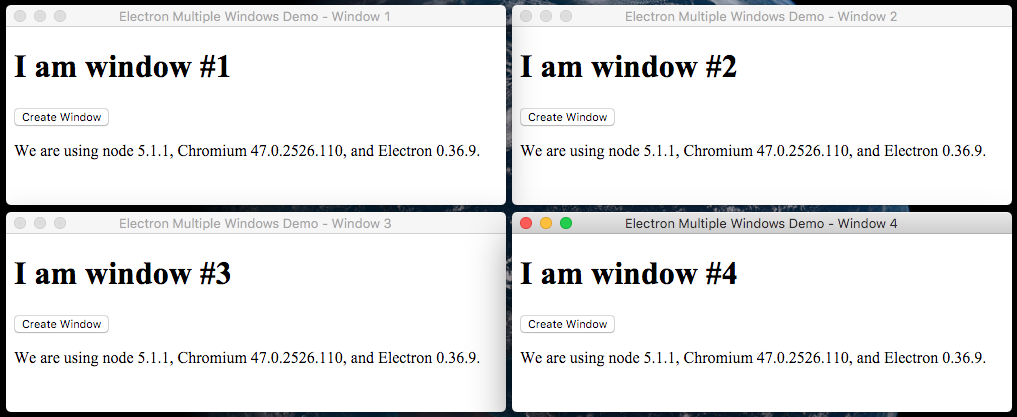 Electron Multiple Windows Demo - Window 1
I am window #1
Create Window
We are using node 5.1.1, Chromium 47.0.2526.110, and Electron 0.36.9.
Electron Multiple Windows Demo - Window 2
I am window #2
Create Window
We are using node 5.1.1, Chromium 47.0.2526.110, and Electron 0.36.9.
Electron Multiple Windows Demo - Window 3
I am window #3
Create Window
We are using node 5.1.1, Chromium 47.0.2526.110, and Electron 0.36.9.
Electron Multiple Windows Demo - Window 4
I am window #4
Create Window
We are using node 5.1.1, Chromium 47.0.2526.110, and Electron 0.36.9.